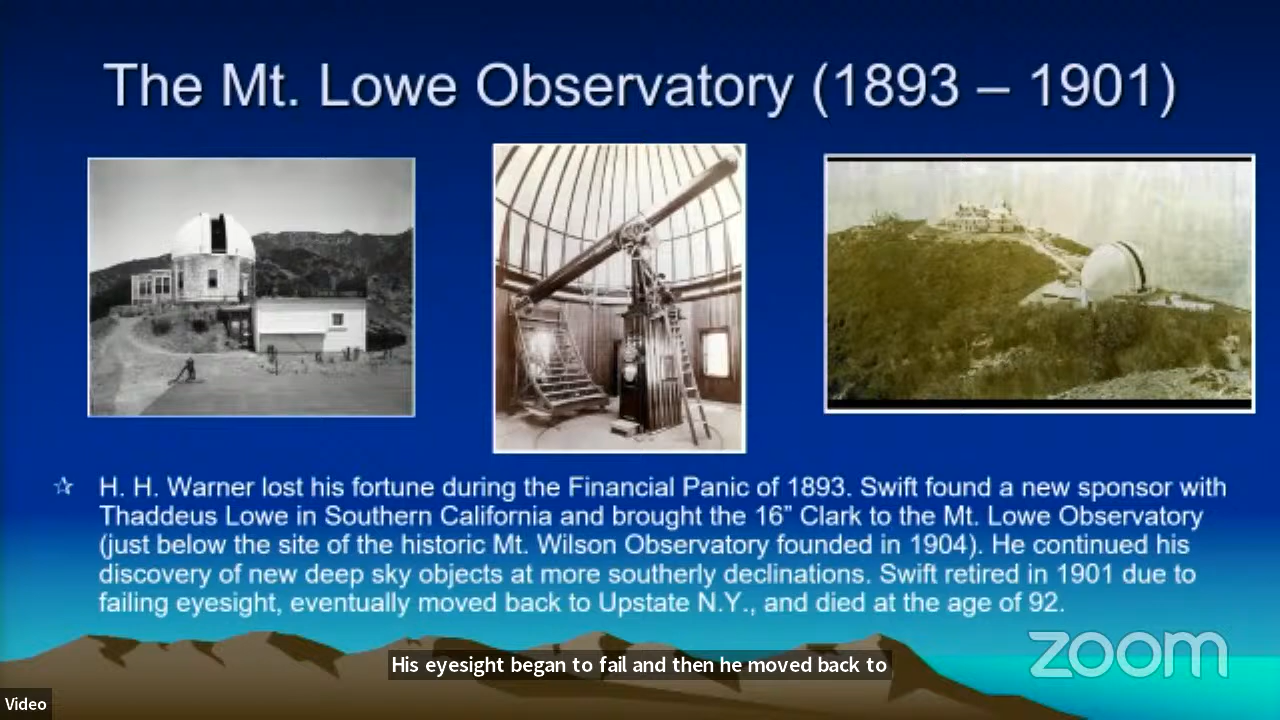 The Mt. Lowe Observatory (1893 – 1901)
H. H. Warner lost his fortune during the Financial Panic of 1893. Swift found a new sponsor with
Thaddeus Lowe in Southern California and brought the 16" Clark to the Mt. Lowe Observatory
(just below the site of the historic Mt. Wilson Observatory founded in 1904). He continued his
discovery of new deep sky objects at more southerly declinations. Swift retired in 1901 due to
failing eyesight, eventually moved back to Upstate N.Y., and died at the age of 92.
zoom
His eyesight began to fail and then he moved back to
Video